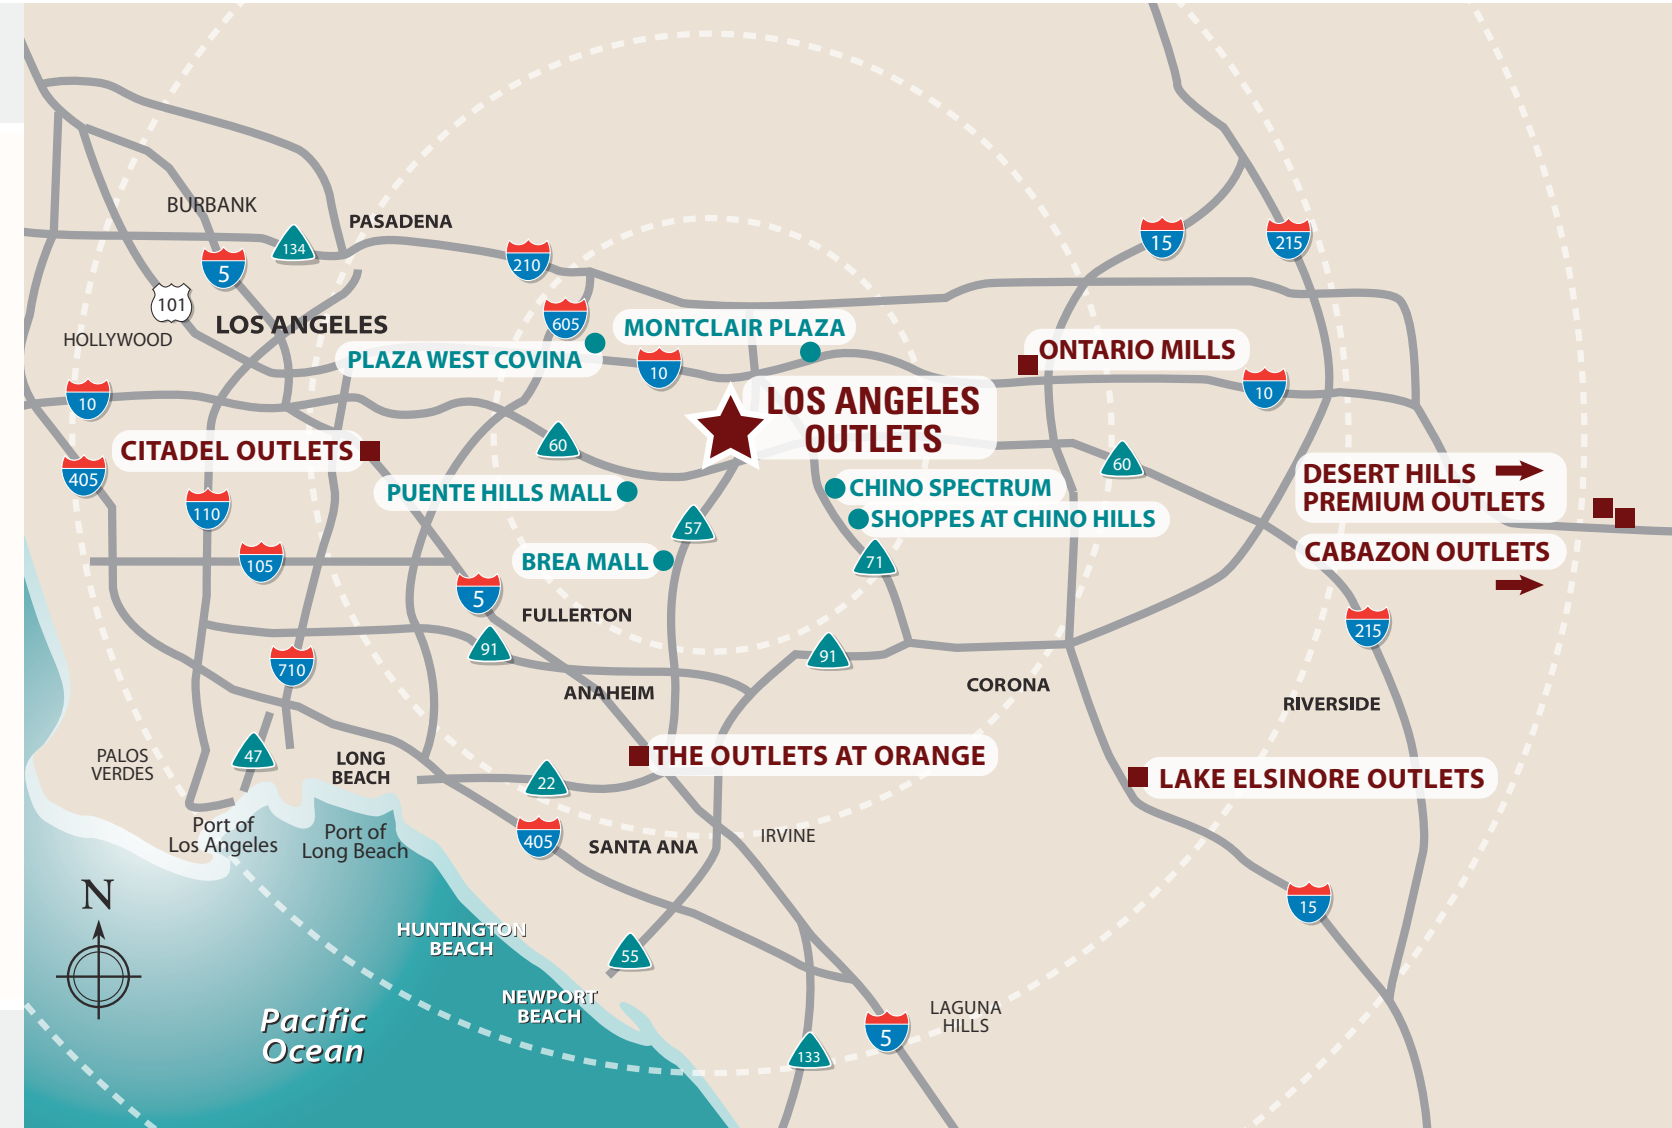 BURBANK
PASADENA
134
5
210
15
215
101
605
LOS ANGELES
HOLLYWOOD
MONTCLAIR PLAZA
PLAZA WEST COVINA
10
ONTARIO MILLS
10
10
LOS ANGELES
OUTLETS
CITADEL OUTLETS
60
60
405
DESERT HILLS
PREMIUM OUTLETS
PUENTE HILLS MALL
CHINO SPECTRUM
110
SHOPPES AT CHINO HILLS
57
CABAZON OUTLETS
105
BREA MALL
71
5
FULLERTON
215
91
91
710
ANAHEIM
CORONA
RIVERSIDE
PALOS
VERDES
47
LONG
BEACH
THE OUTLETS AT ORANGE
22
LAKE ELSINORE OUTLETS
Port of
Los Angeles
Port of
Long Beach
405
SANTA ANA
IRVINE
N
15
HUNTINGTON
BEACH
55
NEWPORT
BEACH
LAGUNA
HILLS
Pacific
Ocean
5
133